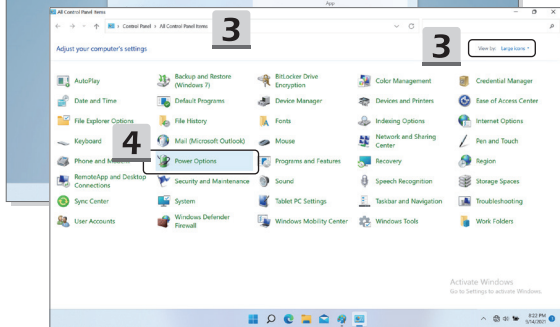 App
All Control Panel Items
Control Panel > All Control Panel Items
3
3
Adjust your computer's settings
View by: Large icons
AutoPlay
Backup and Restore (Windows 7)
BitLocker Drive Encryption
Color Management
Credential Manager
Date and Time
Default Programs
Device Manager
Devices and Printers
Ease of Access Center
File Explorer Options
File History
Fonts
Indexing Options
Internet Options
Keyboard
4
Mail (Microsoft Outlook)
Mouse
Network and Sharing Center
Pen and Touch
Phone and
Power Options
Programs and Features
Recovery
Region
RemoteApp and Desktop Connections
Security and Maintenance
Sound
Speech Recognition
Storage Spaces
Sync Center
System
Tablet PC Settings
Taskbar and Navigation
Troubleshooting
User Accounts
Windows Defender Firewall
Windows Mobility Center
Windows Tools
Work Folders
Activate Windows
Go to Settings to activate Windows.